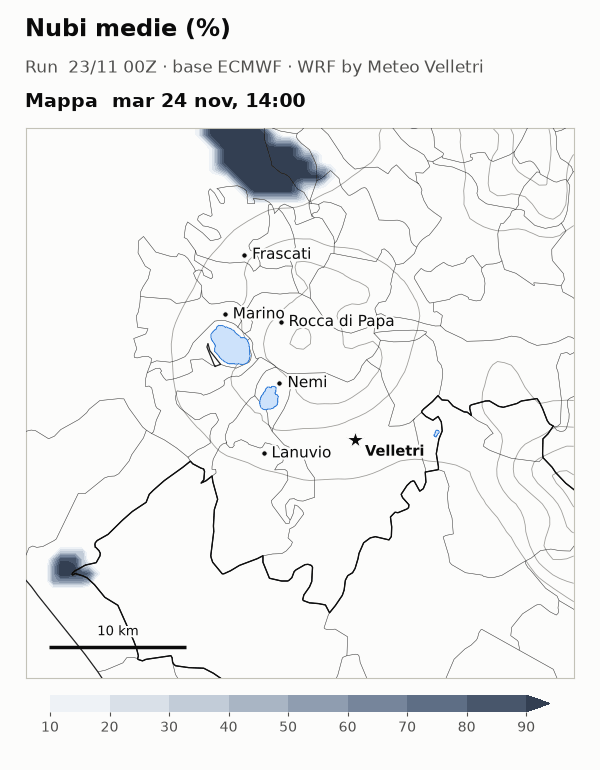 Nubi medie (%)
Run  23/11 00Z · base ECMWF · WRF by Meteo Velletri
Mappa  mar 24 nov, 14:00
Frascati
Marino
Rocca di Papa
Nemi
Velletri
Lanuvio
10 km
10 20 30 40 50 60 70 80 90